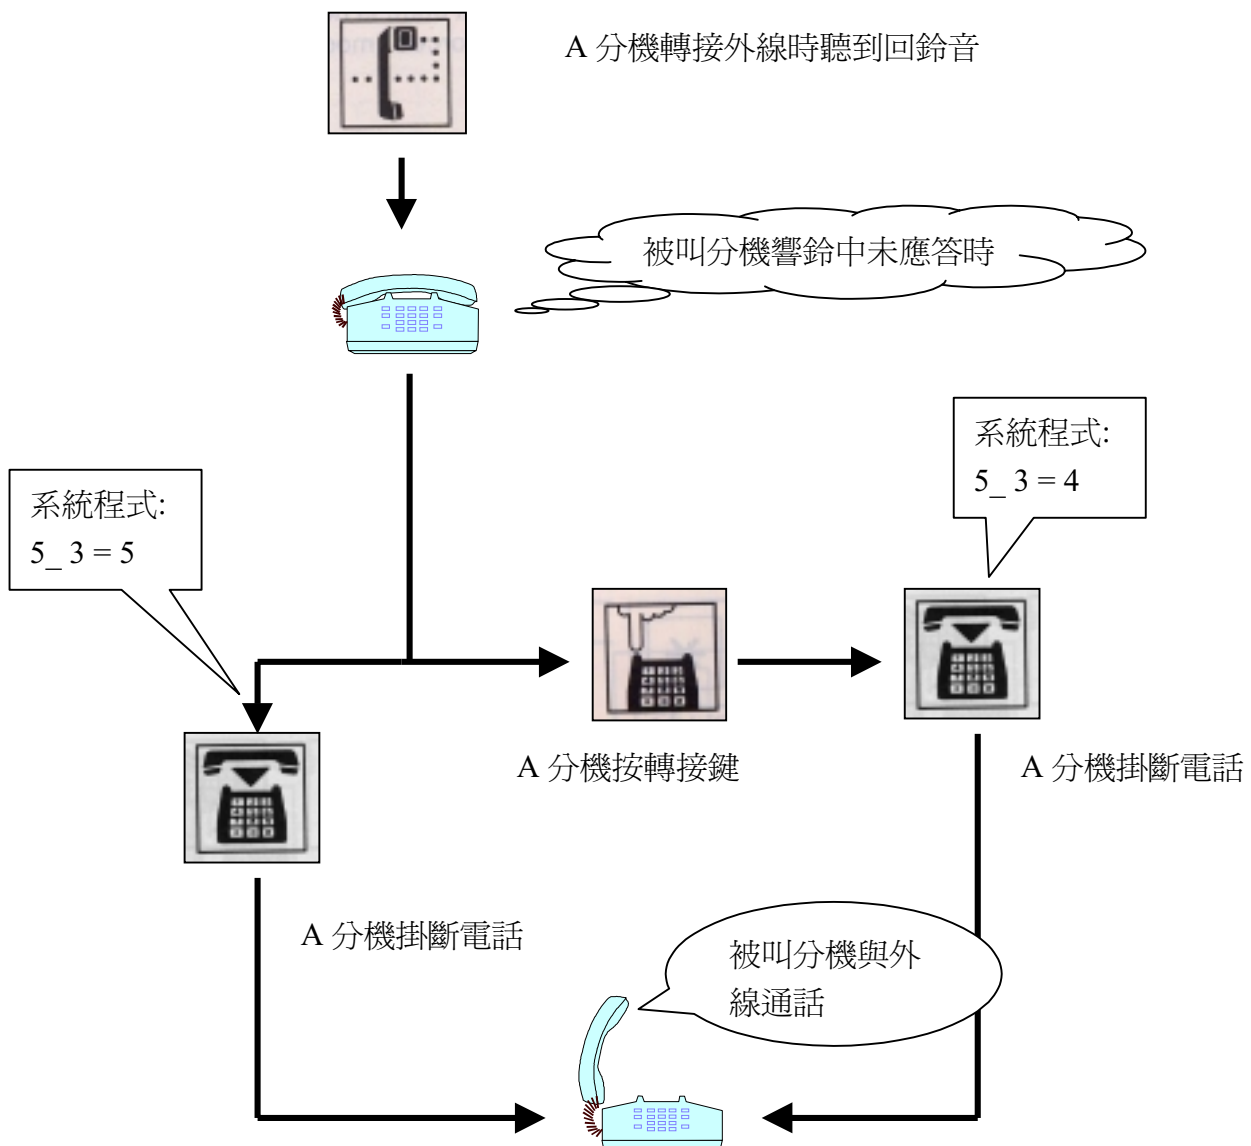 A 分機轉接外線時聽到回鈴音
被叫分機響鈴中未應答時
系統程式:
5_ 3 = 4
系統程式:
5_ 3 = 5
A 分機按轉接鍵
A 分機掛斷電話
A 分機掛斷電話
被叫分機與外
線通話